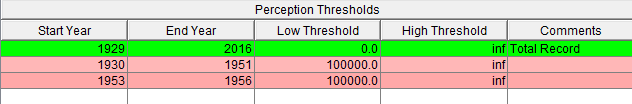 Perception Thresholds
Start Year End Year Low Threshold High Threshold Comments
1929 2016 0.0 inf Total Record
1930 1951 100000.0 inf
1953 1956 100000.0 inf